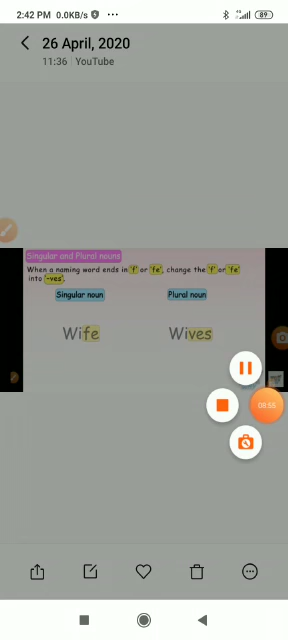 2:42 PM 0.0KB/s ... 89
26 April, 2020
11:36 YouTube
Singular and Plural nouns
When a naming word ends in 'f' or 'fe', change the 'f' or 'fe'
into '-ves'.
Singular noun Plural noun
Wife Wives
08:55